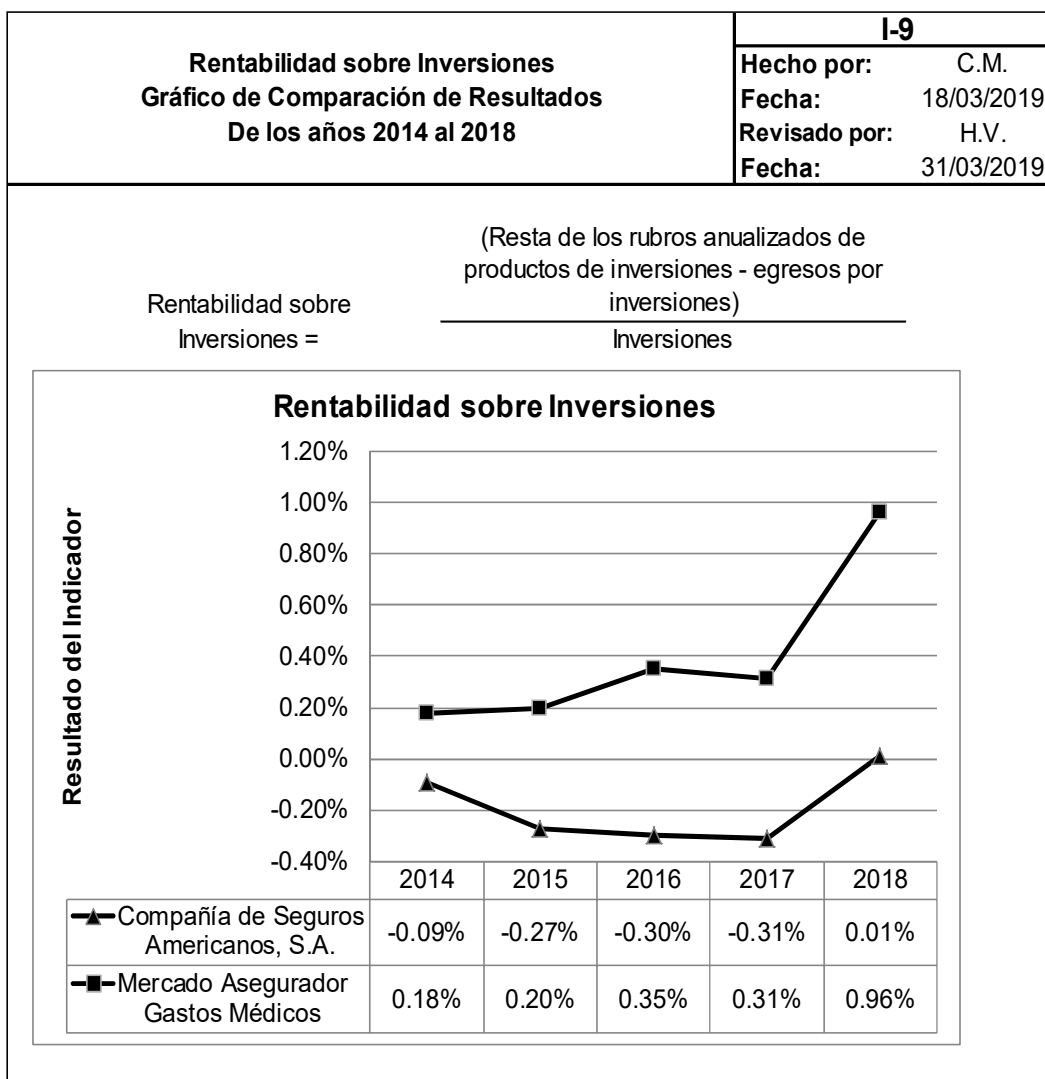 Rentabilidad sobre Inversiones
Gráfico de Comparación de Resultados
De los años 2014 al 2018
I-9
Hecho por: C.M.
Fecha: 18/03/2019
Revisado por: H.V.
Fecha: 31/03/2019
Rentabilidad sobre
Inversiones =
(Resta de los rubros anualizados de
productos de inversiones - egresos por
inversiones)
Inversiones
Rentabilidad sobre Inversiones
Resultado del Indicador
1.20%
1.00%
0.80%
0.60%
0.40%
0.20%
0.00%
-0.20%
-0.40%
2014 2015 2016 2017 2018
Compañía de Seguros
Americanos, S.A.
-0.09% -0.27% -0.30% -0.31% 0.01%
Mercado Asegurador
Gastos Médicos
0.18% 0.20% 0.35% 0.31% 0.96%